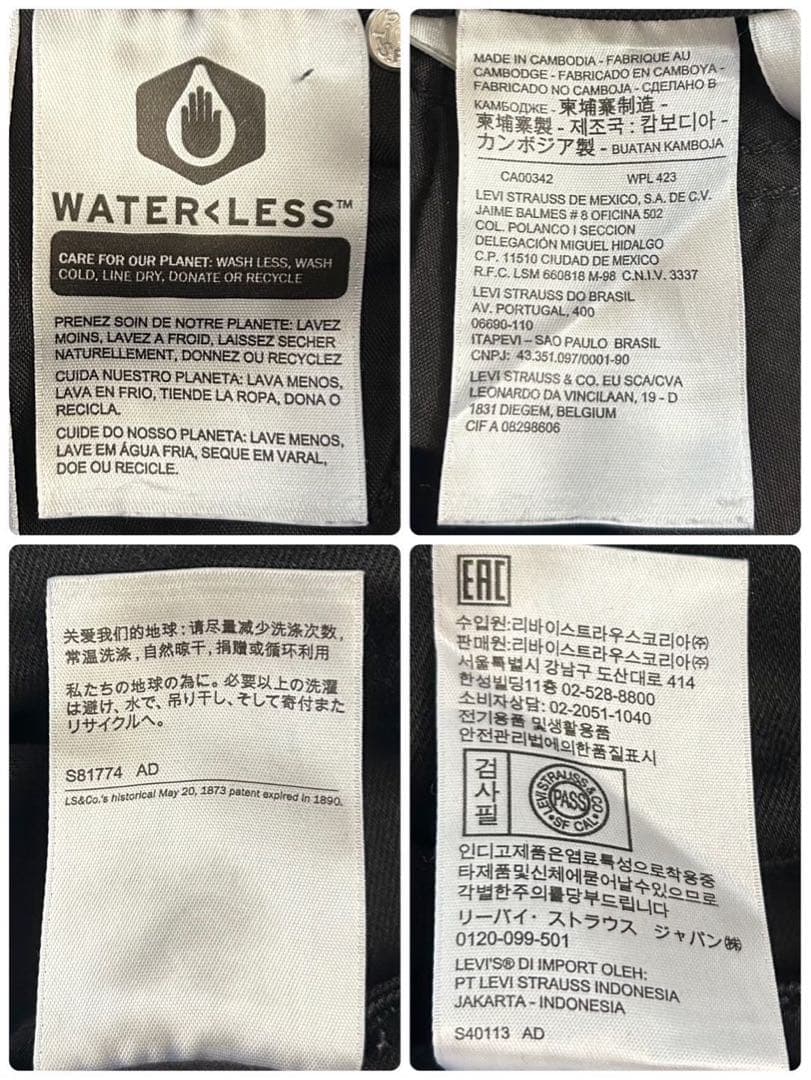 WATER<LESS™
CARE FOR OUR PLANET: WASH LESS, WASH
COLD, LINE DRY, DONATE OR RECYCLE
PRENEZ SOIN DE NOTRE PLANETE: LAVEZ
MOINS, LAVEZ A FROID, LAISSEZ SECHER
NATURELLEMENT, DONNEZ OU RECYCLEZ
CUIDA NUESTRO PLANETA: LAVA MENOS,
LAVA EN FRIO, TIENDE LA ROPA, DONA O
RECICLA.
CUIDE DO NOSSO PLANETA: LAVE MENOS,
LAVE EM ÁGUA FRIA, SEQUE EM VARAL,
DOE OU RECICLE.
MADE IN CAMBODIA - FABRIQUE AU
CAMBODGE - FABRICADO EN CAMBOYA -
FABRICADO NO CAMBOJA - СДЕЛАНО В
КАМБОДЖЕ - 柬埔寨制造 -
柬埔寨製 - 제조국 : 캄보디아 -
カンボジア製 - BUATAN KAMBOJA
CA00342 WPL 423
LEVI STRAUSS DE MEXICO, S.A. DE C.V.
JAIME BALMES # 8 OFICINA 502
COL. POLANCO I SECCION
DELEGACIÓN MIGUEL HIDALGO
C.P. 11510 CIUDAD DE MEXICO
R.F.C. LSM 660818 M-98 C.N.I.V. 3337
LEVI STRAUSS DO BRASIL
AV. PORTUGAL, 400
06690-110
ITAPEVI – SAO PAULO BRASIL
CNPJ: 43.351.097/0001-90
LEVI STRAUSS & CO. EU SCA/CVA
LEONARDO DA VINCILAAN, 19 - D
1831 DIEGEM, BELGIUM
CIF A 08298606
关爱我们的地球：请尽量减少洗涤次数，
常温洗涤，自然晾干，捐赠或循环利用
私たちの地球の為に。必要以上の洗濯
は避け、水で、吊り干し、そして寄付また
リサイクルへ。
S81774 AD
LS&Co.'s historical May 20, 1873 patent expired in 1890.
EAC
수입원:리바이스트라우스코리아㈜
판매원:리바이스트라우스코리아㈜
서울특별시 강남구 도산대로 414
한성빌딩11층 02-528-8800
소비자상담: 02-2051-1040
전기용품 및생활용품
안전관리법에의한품질표시
검사필
LEVI STRAUSS & CO
PASS
SF CAL
인디고제품은염료특성으로착용중
타제품및신체에묻어날수있으므로
각별한주의를당부드립니다
リーバイ・ストラウス ジャパン㈱
0120-099-501
LEVI'S® DI IMPORT OLEH:
PT LEVI STRAUSS INDONESIA
JAKARTA - INDONESIA
S40113 AD